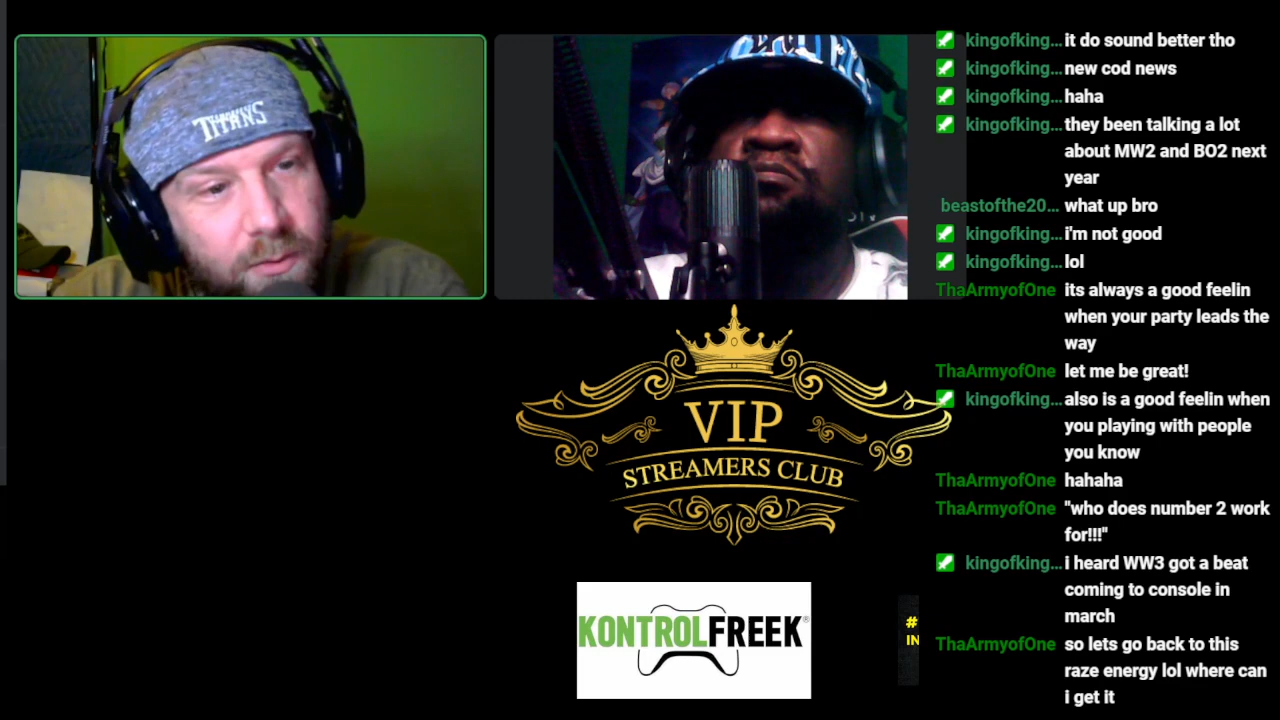 TITANS
kingofking... it do sound better tho
kingofking... new cod news
kingofking... haha
kingofking... they been talking a lot
about MW2 and BO2 next
year
beastofthe20... what up bro
kingofking... i'm not good
kingofking... lol
ThaArmyofOne its always a good feelin
when your party leads the
way
ThaArmyofOne let me be great!
kingofking... also is a good feelin when
you playing with people
you know
ThaArmyofOne hahaha
ThaArmyofOne "who does number 2 work
for!!!"
kingofking... i heard WW3 got a beat
coming to console in
march
ThaArmyofOne so lets go back to this
raze energy lol where can
i get it
VIP
STREAMERS CLUB
KONTROLFREEK®
#
IN